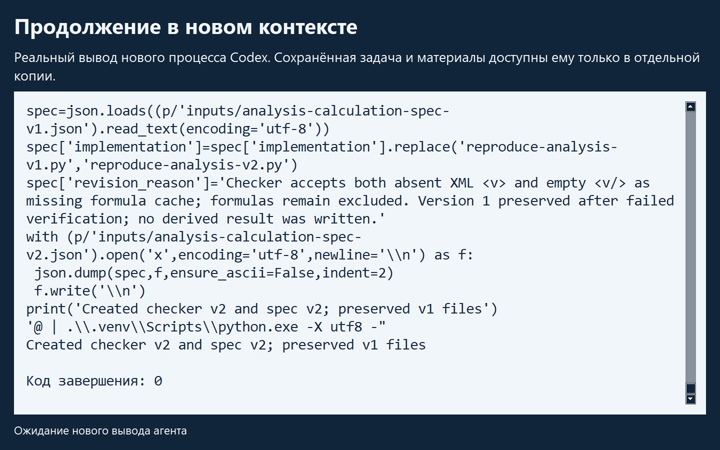 Продолжение в новом контексте
Реальный вывод нового процесса Codex. Сохранённая задача и материалы доступны ему только в отдельной
копии.
spec=json.loads((p/'inputs/analysis-calculation-spec-
v1.json').read_text(encoding='utf-8'))
spec['implementation']=spec['implementation'].replace('reproduce-analysis-
v1.py','reproduce-analysis-v2.py')
spec['revision_reason']='Checker accepts both absent XML <v> and empty <v/> as
missing formula cache; formulas remain excluded. Version 1 preserved after failed
verification; no derived result was written.'
with (p/'inputs/analysis-calculation-spec-
v2.json').open('x',encoding='utf-8',newline='\\n') as f:
 json.dump(spec,f,ensure_ascii=False,indent=2)
 f.write('\\n')
print('Created checker v2 and spec v2; preserved v1 files')
'@ | .\\.venv\\Scripts\\python.exe -X utf8 -"
Created checker v2 and spec v2; preserved v1 files

Код завершения: 0
Ожидание нового вывода агента